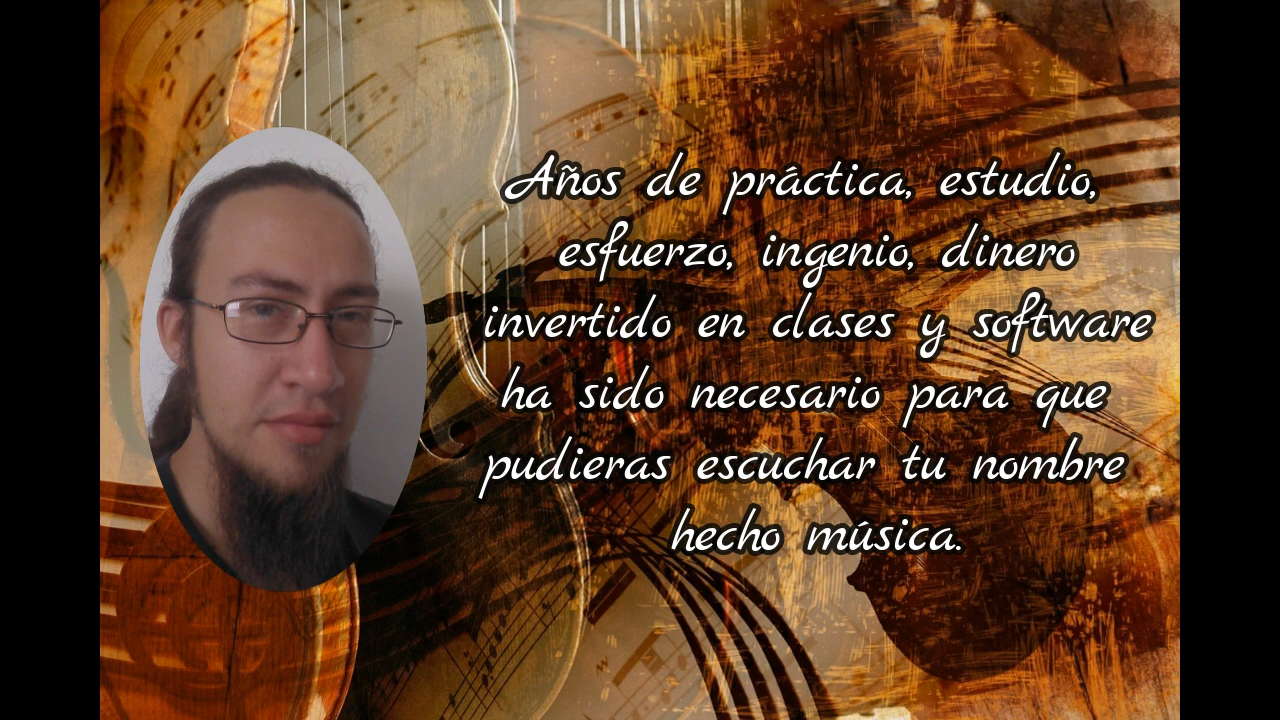 Años de práctica, estudio,
esfuerzo, ingenio, dinero
invertido en clases y software
ha sido necesario para que
pudieras escuchar tu nombre
hecho música.